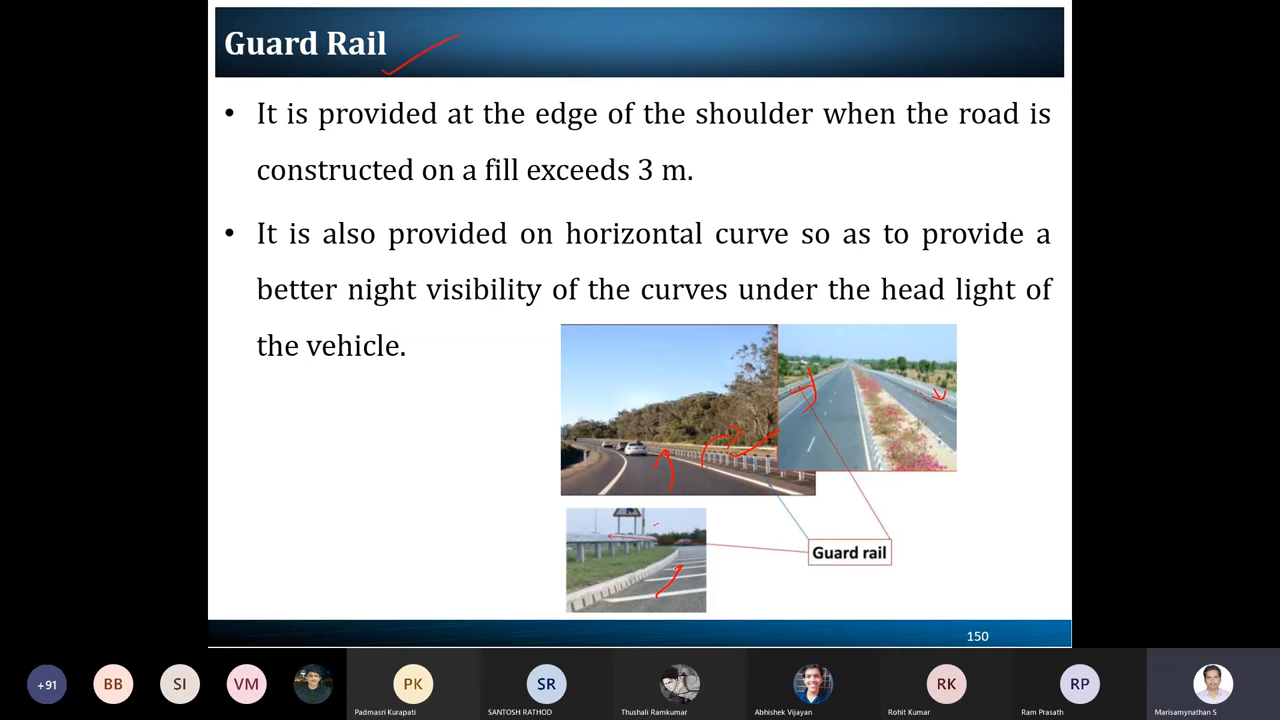 Guard Rail
• It is provided at the edge of the shoulder when the road is
constructed on a fill exceeds 3 m.
• It is also provided on horizontal curve so as to provide a
better night visibility of the curves under the head light of
the vehicle.
Guard rail
150
+91
BB
SI
VM
PK
SR
RK
RP
Padmasri Kurapati
SANTOSH RATHOD
Thushali Ramkumar
Abhishek Vijayan
Rohit Kumar
Ram Prasath
Marisamynathan S